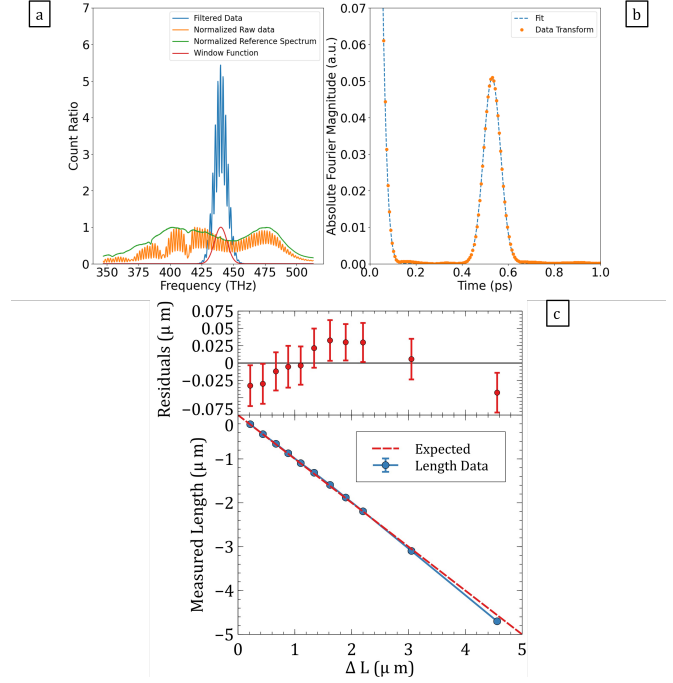 a
7
6
5
4
3
2
1
0
Count Ratio
350
375
400
425
450
475
500
Frequency (THz)
Filtered Data
Normalized Raw data
Normalized Reference Spectrum
Window Function
b
0.07
0.06
0.05
0.04
0.03
0.02
0.01
0.00
Absolute Fourier Magnitude (a.u.)
0.0
0.2
0.4
0.6
0.8
1.0
Time (ps)
Fit
Data Transform
c
0.075
0.050
0.025
0
−0.025
−0.050
−0.075
Residuals (μ m)
0
−1
−2
−3
−4
−5
Measured Length (μ m)
Expected
Length Data
0
1
2
3
4
5
Δ L (μ m)